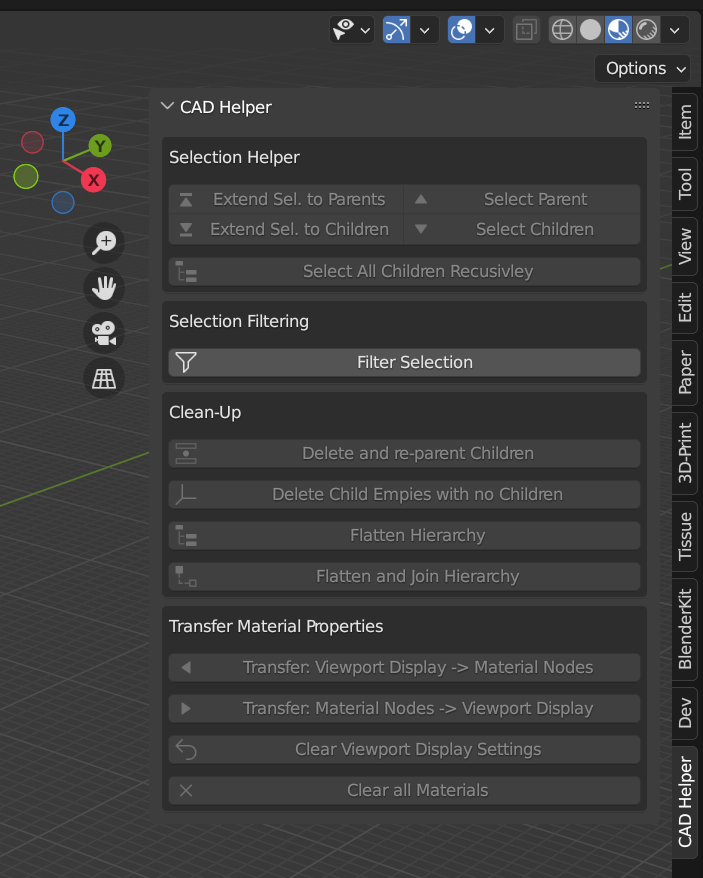 Options
CAD Helper
Z
Y
X
Selection Helper
Extend Sel. to Parents
Select Parent
Extend Sel. to Children
Select Children
Select All Children Recusivley
Selection Filtering
Filter Selection
Clean-Up
Delete and re-parent Children
Delete Child Empies with no Children
Flatten Hierarchy
Flatten and Join Hierarchy
Transfer Material Properties
Transfer: Viewport Display -> Material Nodes
Transfer: Material Nodes -> Viewport Display
Clear Viewport Display Settings
Clear all Materials
Item
Tool
View
Edit
Paper
3D-Print
Tissue
BlenderKit
Dev
CAD Helper